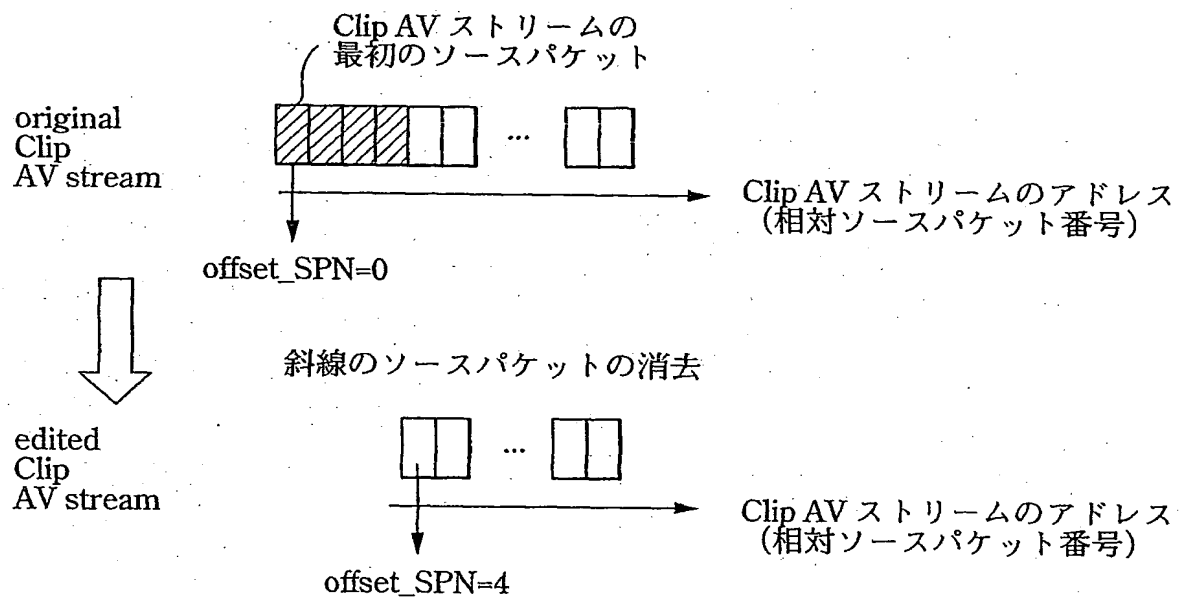 Clip AV ストリームの
最初のソースパケット
original
Clip
AV stream
...
Clip AV ストリームのアドレス
(相対ソースパケット番号)
offset_SPN=0
斜線のソースパケットの消去
edited
Clip
AV stream
...
Clip AV ストリームのアドレス
(相対ソースパケット番号)
offset_SPN=4